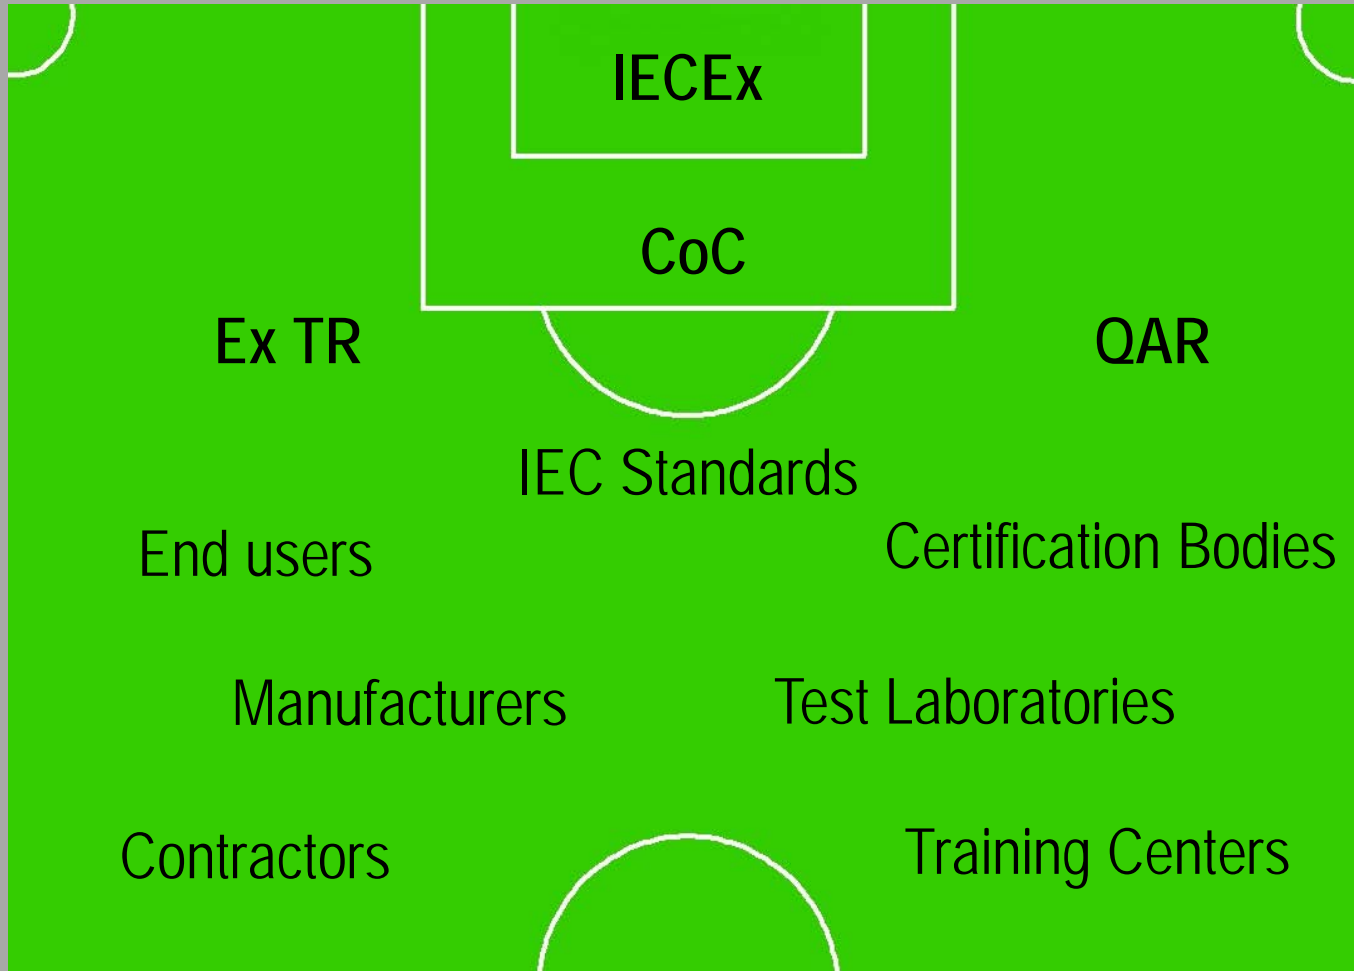 IECEx
CoC
Ex TR
QAR
IEC Standards
End users
Certification Bodies
Manufacturers
Test Laboratories
Contractors
Training Centers